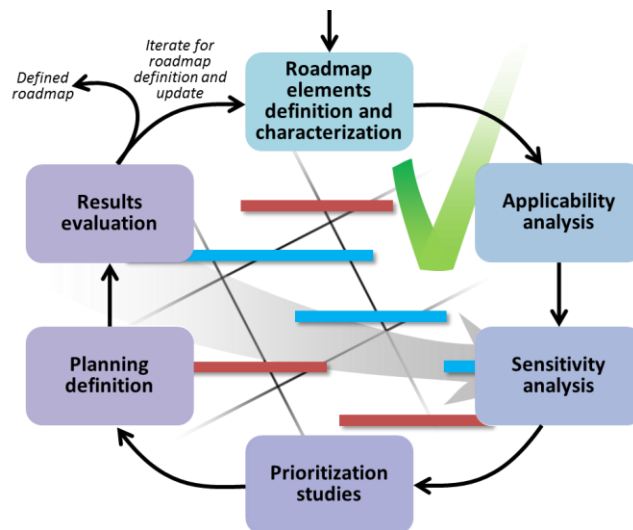 Iterate for
roadmap
definition and
update
Defined
roadmap
Roadmap
elements
definition and
characterization
Results
evaluation
Applicability
analysis
Planning
definition
Sensitivity
analysis
Prioritization
studies